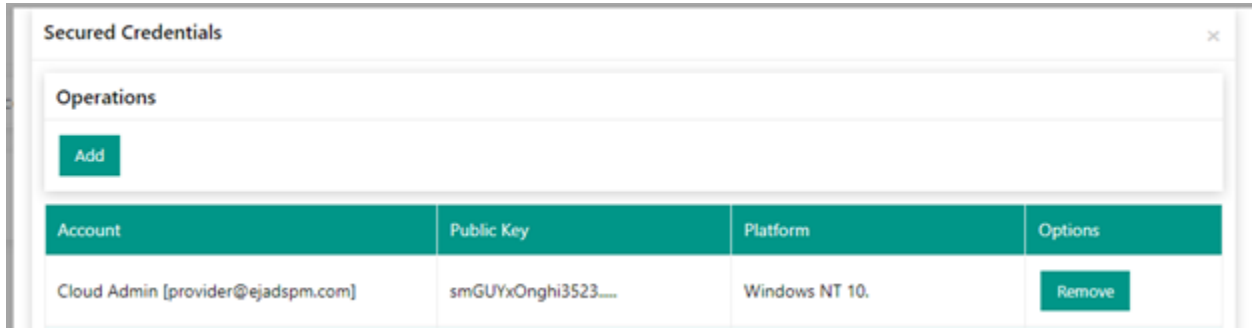 Secured Credentials ×
Operations
Add
Account Public Key Platform Options
Cloud Admin [provider@ejadspm.com] smGUYxOnghi3523..... Windows NT 10. Remove